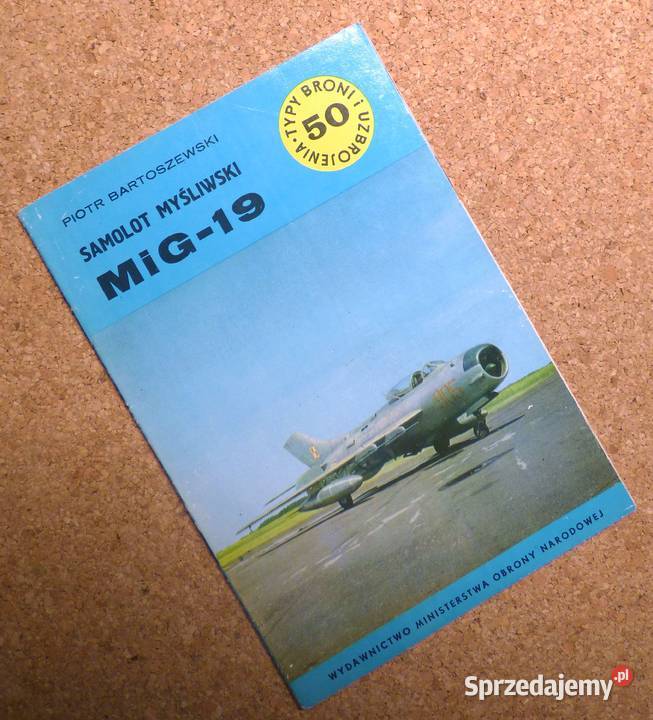 TYPY BRONI i UZBROJENIA •
50
PIOTR BARTOSZEWSKI
SAMOLOT MYŚLIWSKI
MiG-19
WYDAWNICTWO MINISTERSTWA OBRONY NARODOWEJ
Sprzedajemy.pl